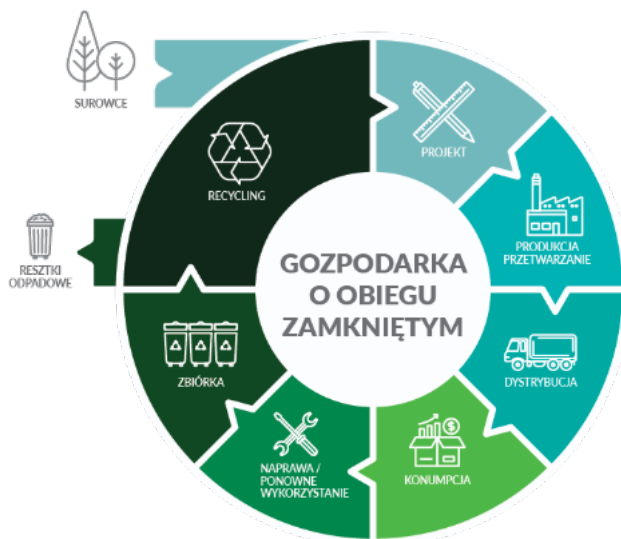 SUROWCE
PROJEKT
RECYCLING
PRODUKCJA
PRZETWARZANIE
RESZTKI
ODPADOWE
GOZPODARKA
O OBIEGU
ZAMKNIĘTYM
ZBIÓRKA
DYSTRYBUCJA
NAPRAWA /
PONOWNE
WYKORZYSTANIE
KONUMPCJA